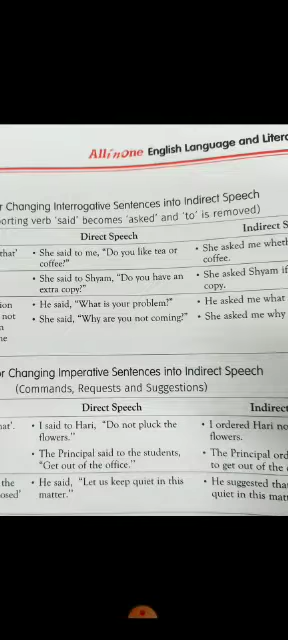 All in One English Language and Litera
r Changing Interrogative Sentences into Indirect Speech
orting verb 'said' becomes 'asked' and 'to' is removed)
Direct Speech
Indirect S
that'
• She said to me, "Do you like tea or
coffee?"
• She asked me wheth
coffee.
• She said to Shyam, "Do you have an
extra copy?"
• She asked Shyam if
copy.
ion
• He said, "What is your problem?"
• He asked me what
not
• She said, "Why are you not coming?"
• She asked me why
r Changing Imperative Sentences into Indirect Speech
(Commands, Requests and Suggestions)
Direct Speech
Indirect
nat'.
• I said to Hari, "Do not pluck the
flowers."
• I ordered Hari no
flowers.
• The Principal said to the students,
"Get out of the office."
• The Principal ord
to get out of the
the
osed'
• He said, "Let us keep quiet in this
matter."
• He suggested tha
quiet in this mat